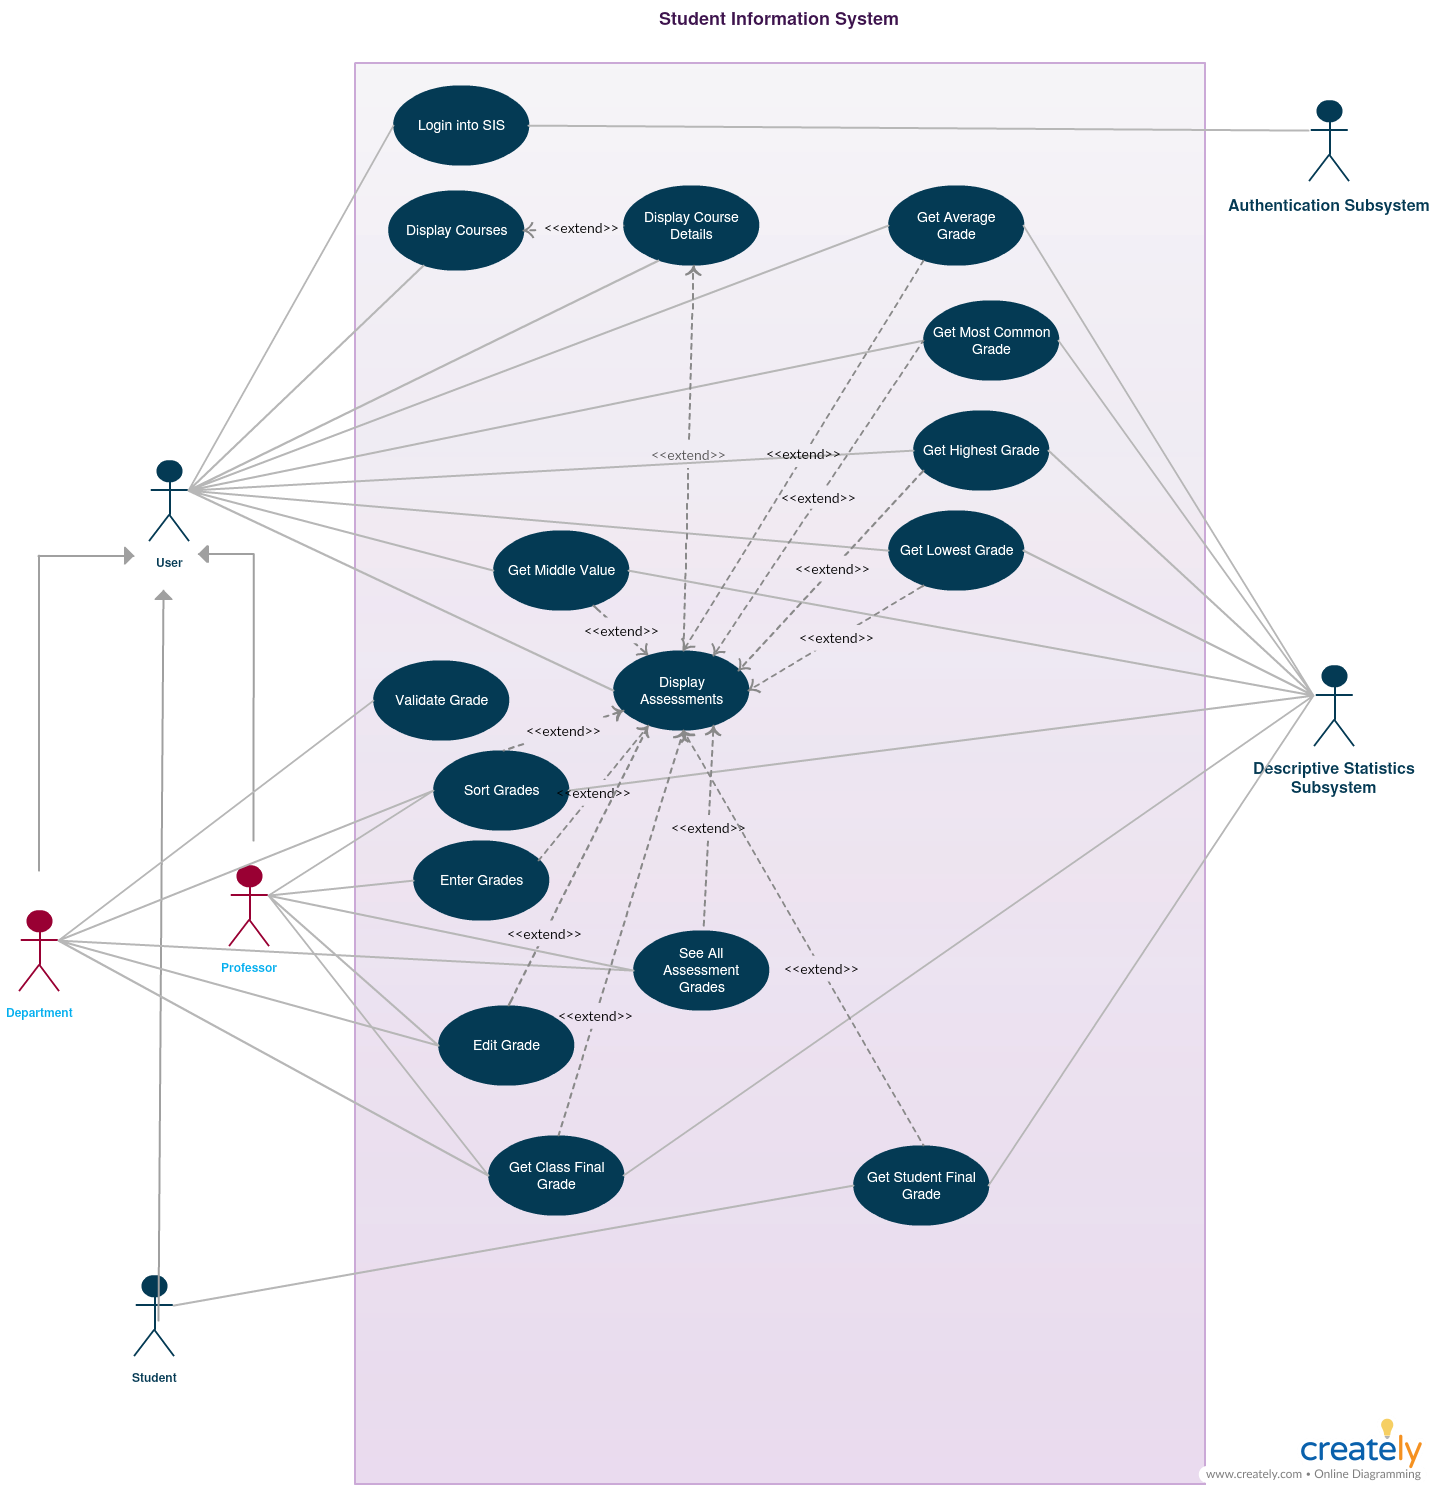 Student Information System
Login into SIS
Authentication Subsystem
Display Courses
<<extend>>
Display Course
Details
Get Average
Grade
Get Most Common
Grade
<<extend>>
<<extend>>
Get Highest Grade
<<extend>>
User
Get Middle Value
<<extend>>
Get Lowest Grade
<<extend>>
<<extend>>
Display
Assessments
Validate Grade
<<extend>>
Sort Grades
<<extend>>
Descriptive Statistics
Subsystem
<<extend>>
Enter Grades
<<extend>>
See All
Assessment
Grades
<<extend>>
Professor
Department
<<extend>>
Edit Grade
Get Class Final
Grade
Get Student Final
Grade
Student
creately
www.creately.com • Online Diagramming